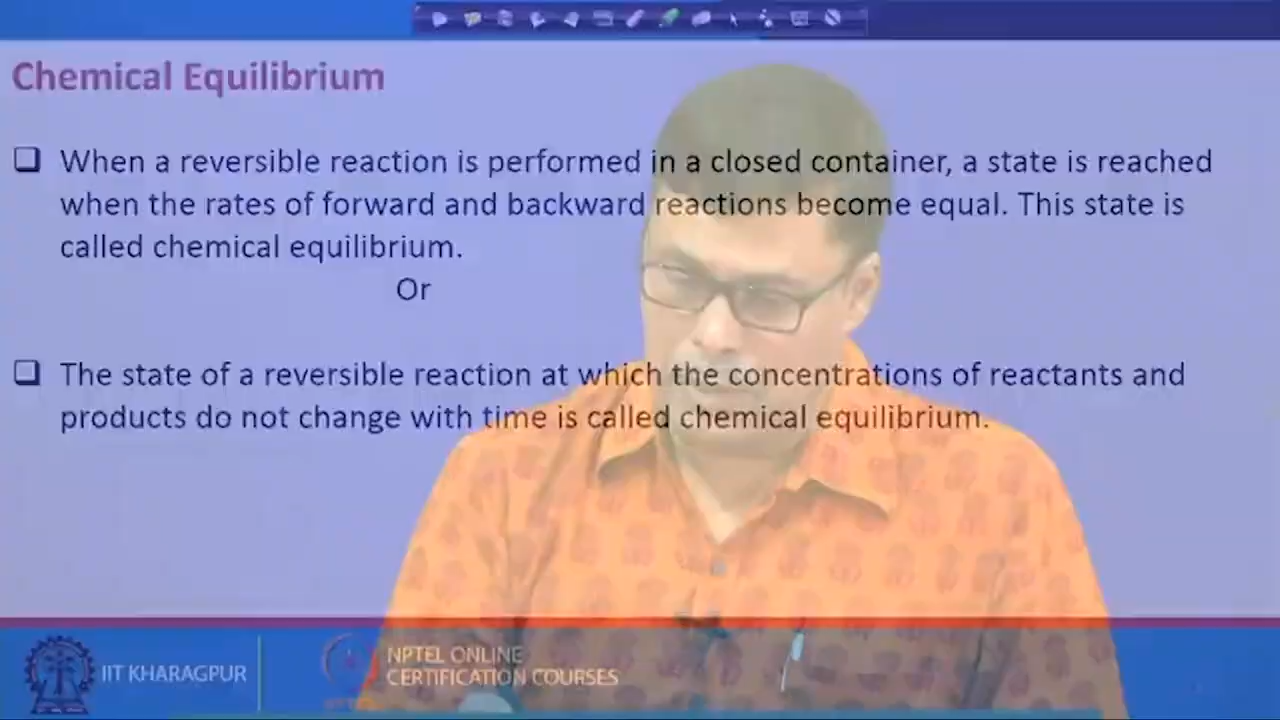 Chemical Equilibrium
❑ When a reversible reaction is performed in a closed container, a state is reached
when the rates of forward and backward reactions become equal. This state is
called chemical equilibrium.
Or
❑ The state of a reversible reaction at which the concentrations of reactants and
products do not change with time is called chemical equilibrium.
IIT KHARAGPUR
NPTEL ONLINE
CERTIFICATION COURSES